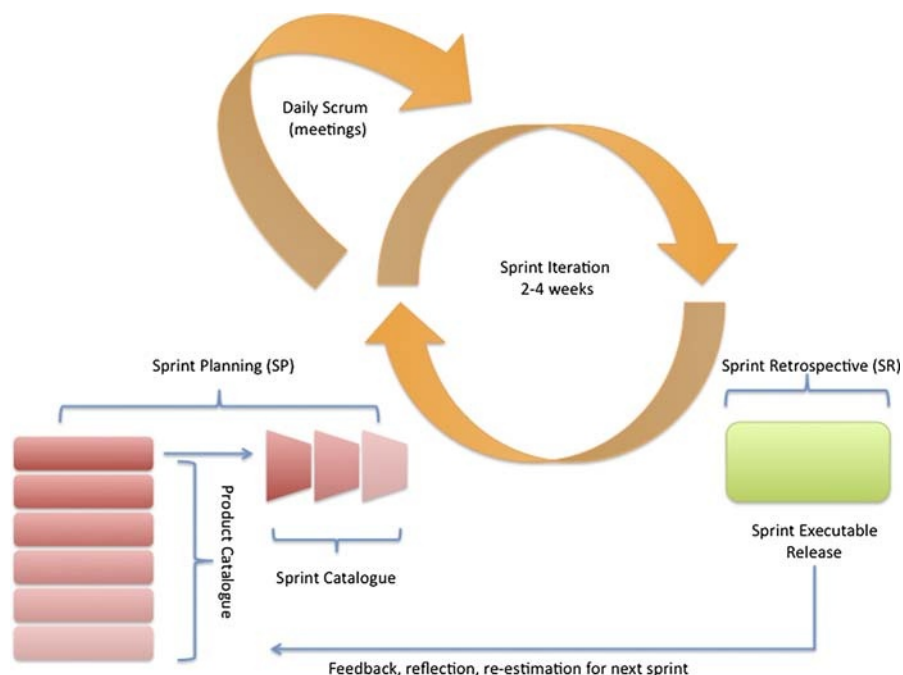 Daily Scrum
(meetings)
Sprint Iteration
2-4 weeks
Sprint Planning (SP)
Sprint Retrospective (SR)
Product
Catalogue
Sprint Catalogue
Sprint Executable
Release
Feedback, reflection, re-estimation for next sprint